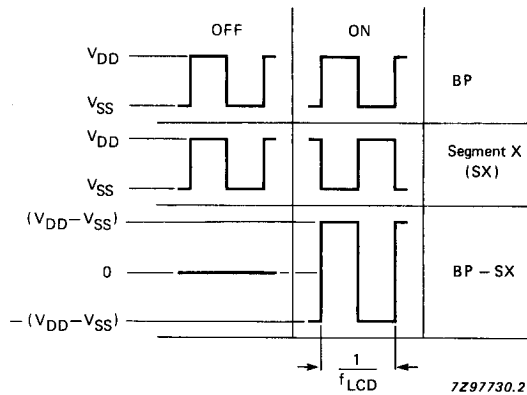 OFF ON
V_DD
V_SS
BP
V_DD
V_SS
Segment X
(SX)
(V_DD−V_SS)
0
−(V_DD−V_SS)
BP − SX
1
f_LCD
7Z97730.2